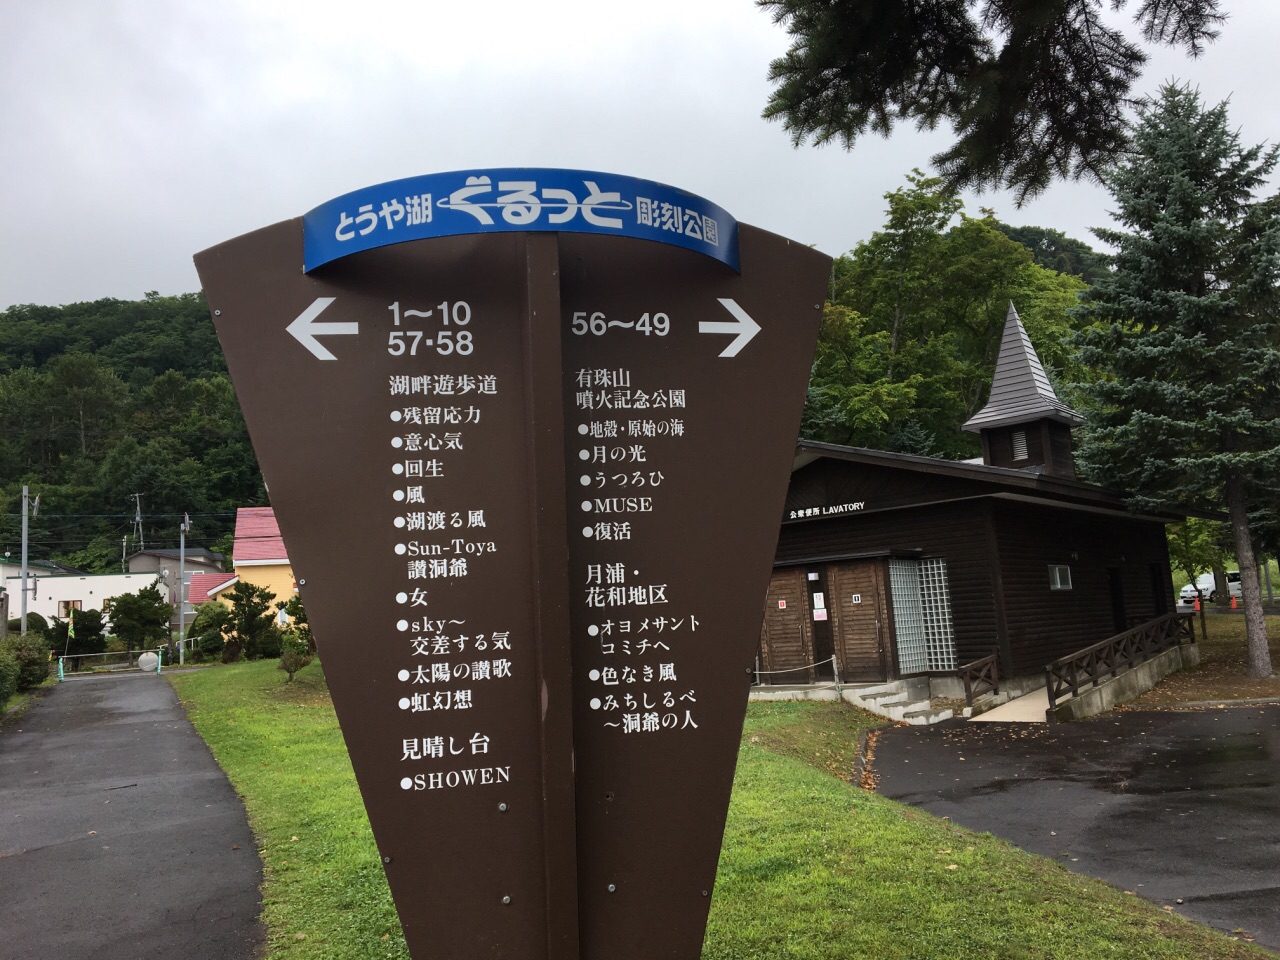 とうや湖 ぐるっと 彫刻公園
1〜10
57・58
湖畔遊歩道
●残留応力
●意心気
●回生
●風
●湖渡る風
●Sun-Toya
讃洞爺
●女
●sky〜
交差する気
●太陽の讃歌
●虹幻想
見晴し台
●SHOWEN
56〜49
有珠山
噴火記念公園
●地殻・原始の海
●月の光
●うつろひ
●MUSE
●復活
月浦・
花和地区
●オヨメサント
コミチヘ
●色なき風
●みちしるべ
〜洞爺の人
公衆便所 LAVATORY